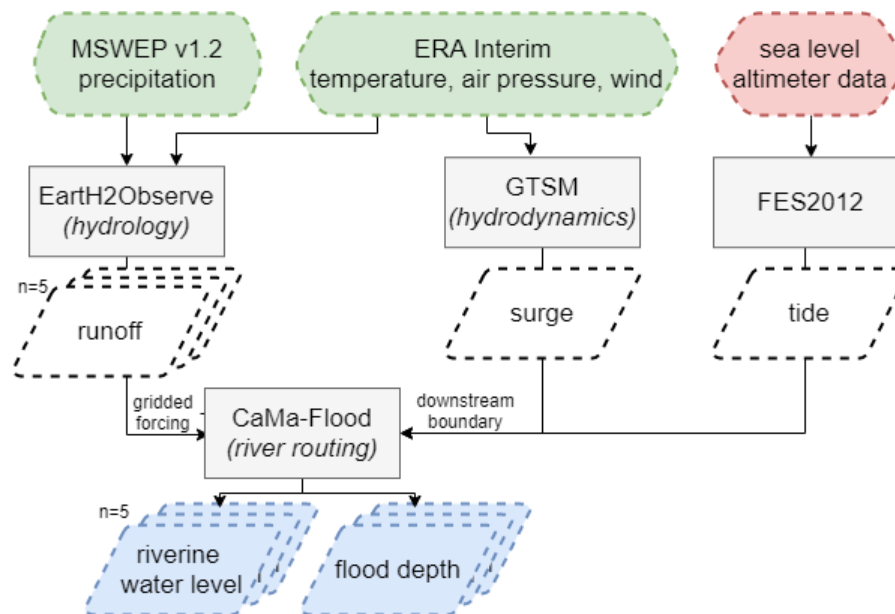 MSWEP v1.2
precipitation
ERA Interim
temperature, air pressure, wind
sea level
altimeter data
EartH2Observe
(hydrology)
GTSM
(hydrodynamics)
FES2012
n=5
runoff
surge
tide
gridded
forcing
CaMa-Flood
(river routing)
downstream
boundary
n=5
riverine
water level
flood depth